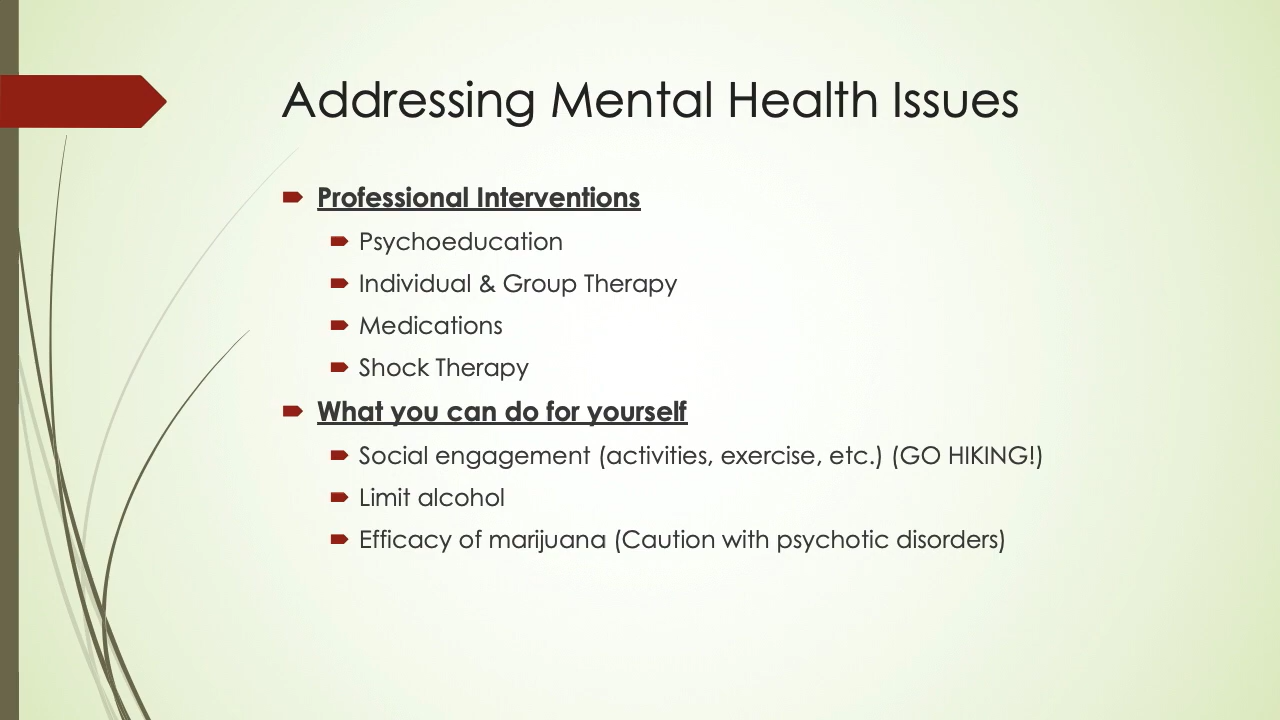 Addressing Mental Health Issues
Professional Interventions
Psychoeducation
Individual & Group Therapy
Medications
Shock Therapy
What you can do for yourself
Social engagement (activities, exercise, etc.) (GO HIKING!)
Limit alcohol
Efficacy of marijuana (Caution with psychotic disorders)